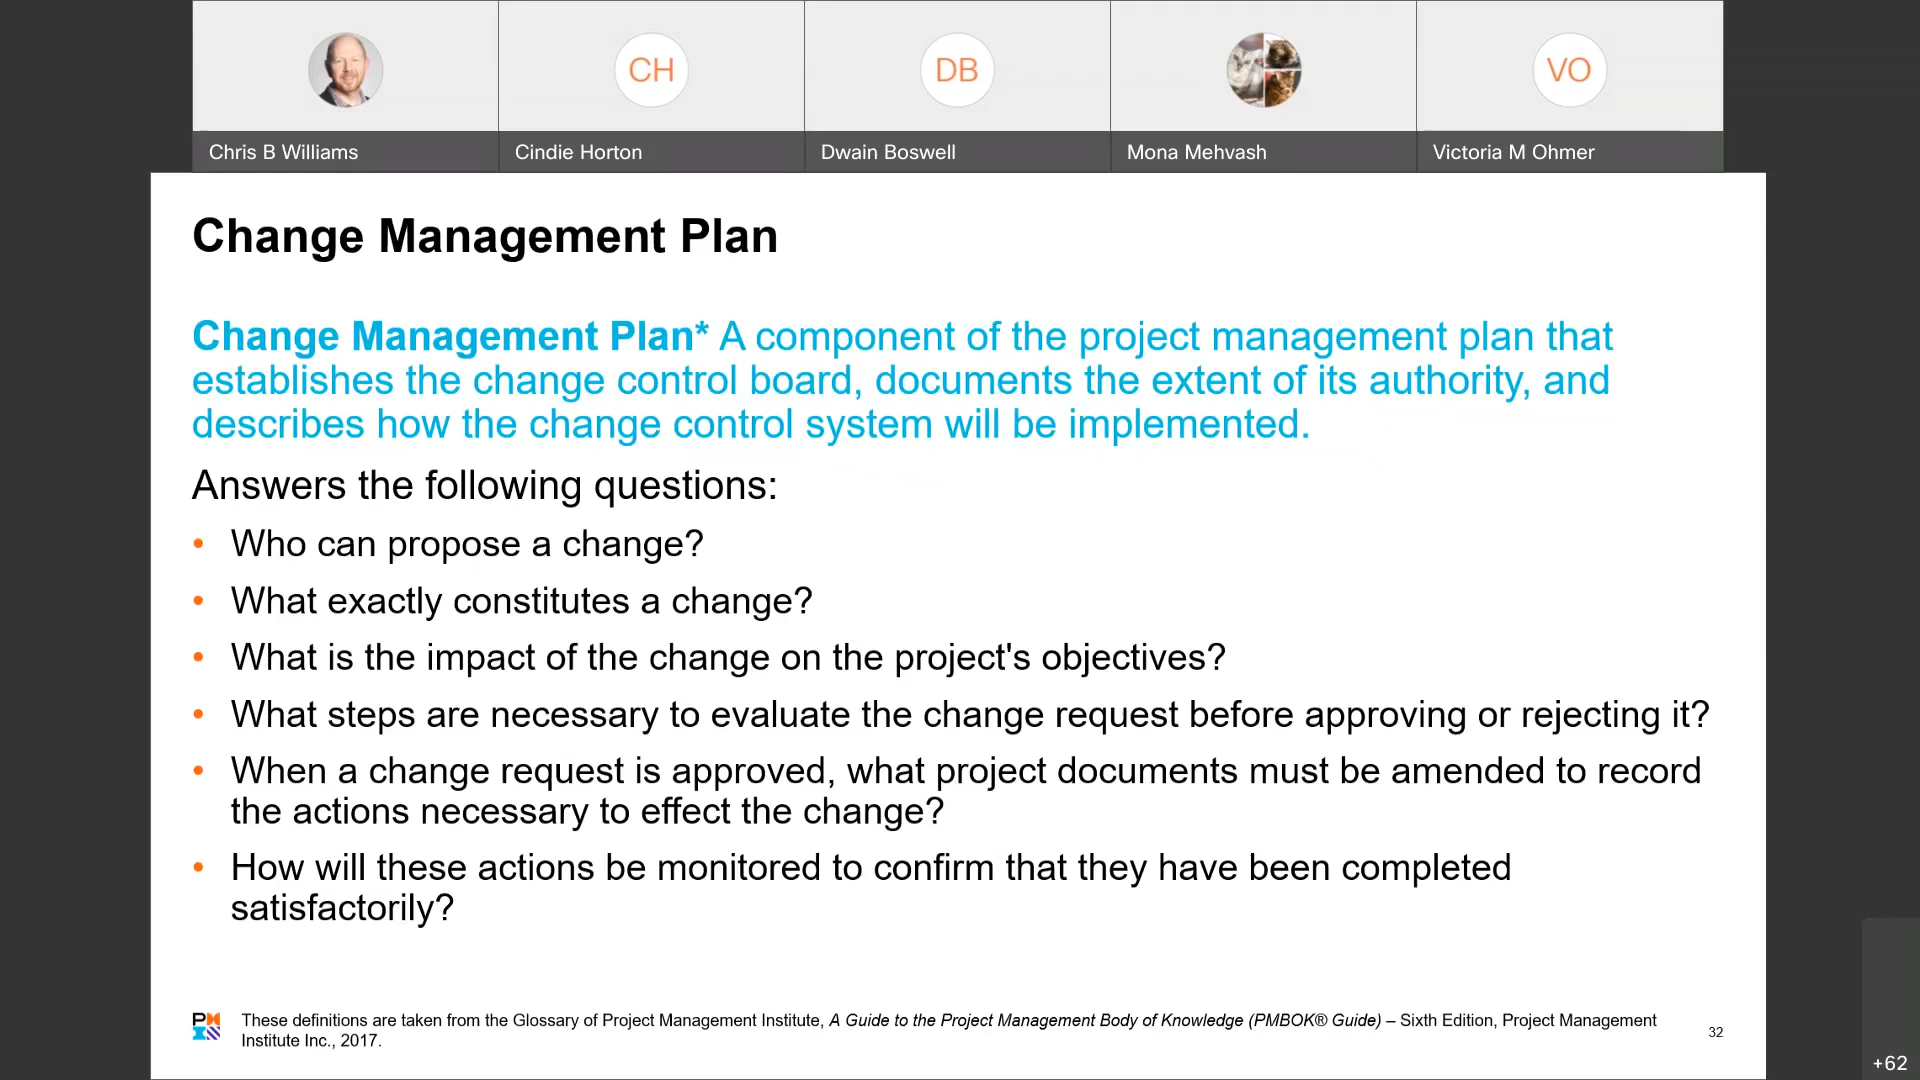 CH
DB
VO
Chris B Williams
Cindie Horton
Dwain Boswell
Mona Mehvash
Victoria M Ohmer
Change Management Plan
Change Management Plan* A component of the project management plan that
establishes the change control board, documents the extent of its authority, and
describes how the change control system will be implemented.
Answers the following questions:
• Who can propose a change?
• What exactly constitutes a change?
• What is the impact of the change on the project's objectives?
• What steps are necessary to evaluate the change request before approving or rejecting it?
• When a change request is approved, what project documents must be amended to record
the actions necessary to effect the change?
• How will these actions be monitored to confirm that they have been completed
satisfactorily?
These definitions are taken from the Glossary of Project Management Institute, A Guide to the Project Management Body of Knowledge (PMBOK® Guide) – Sixth Edition, Project Management
Institute Inc., 2017.
32
+62